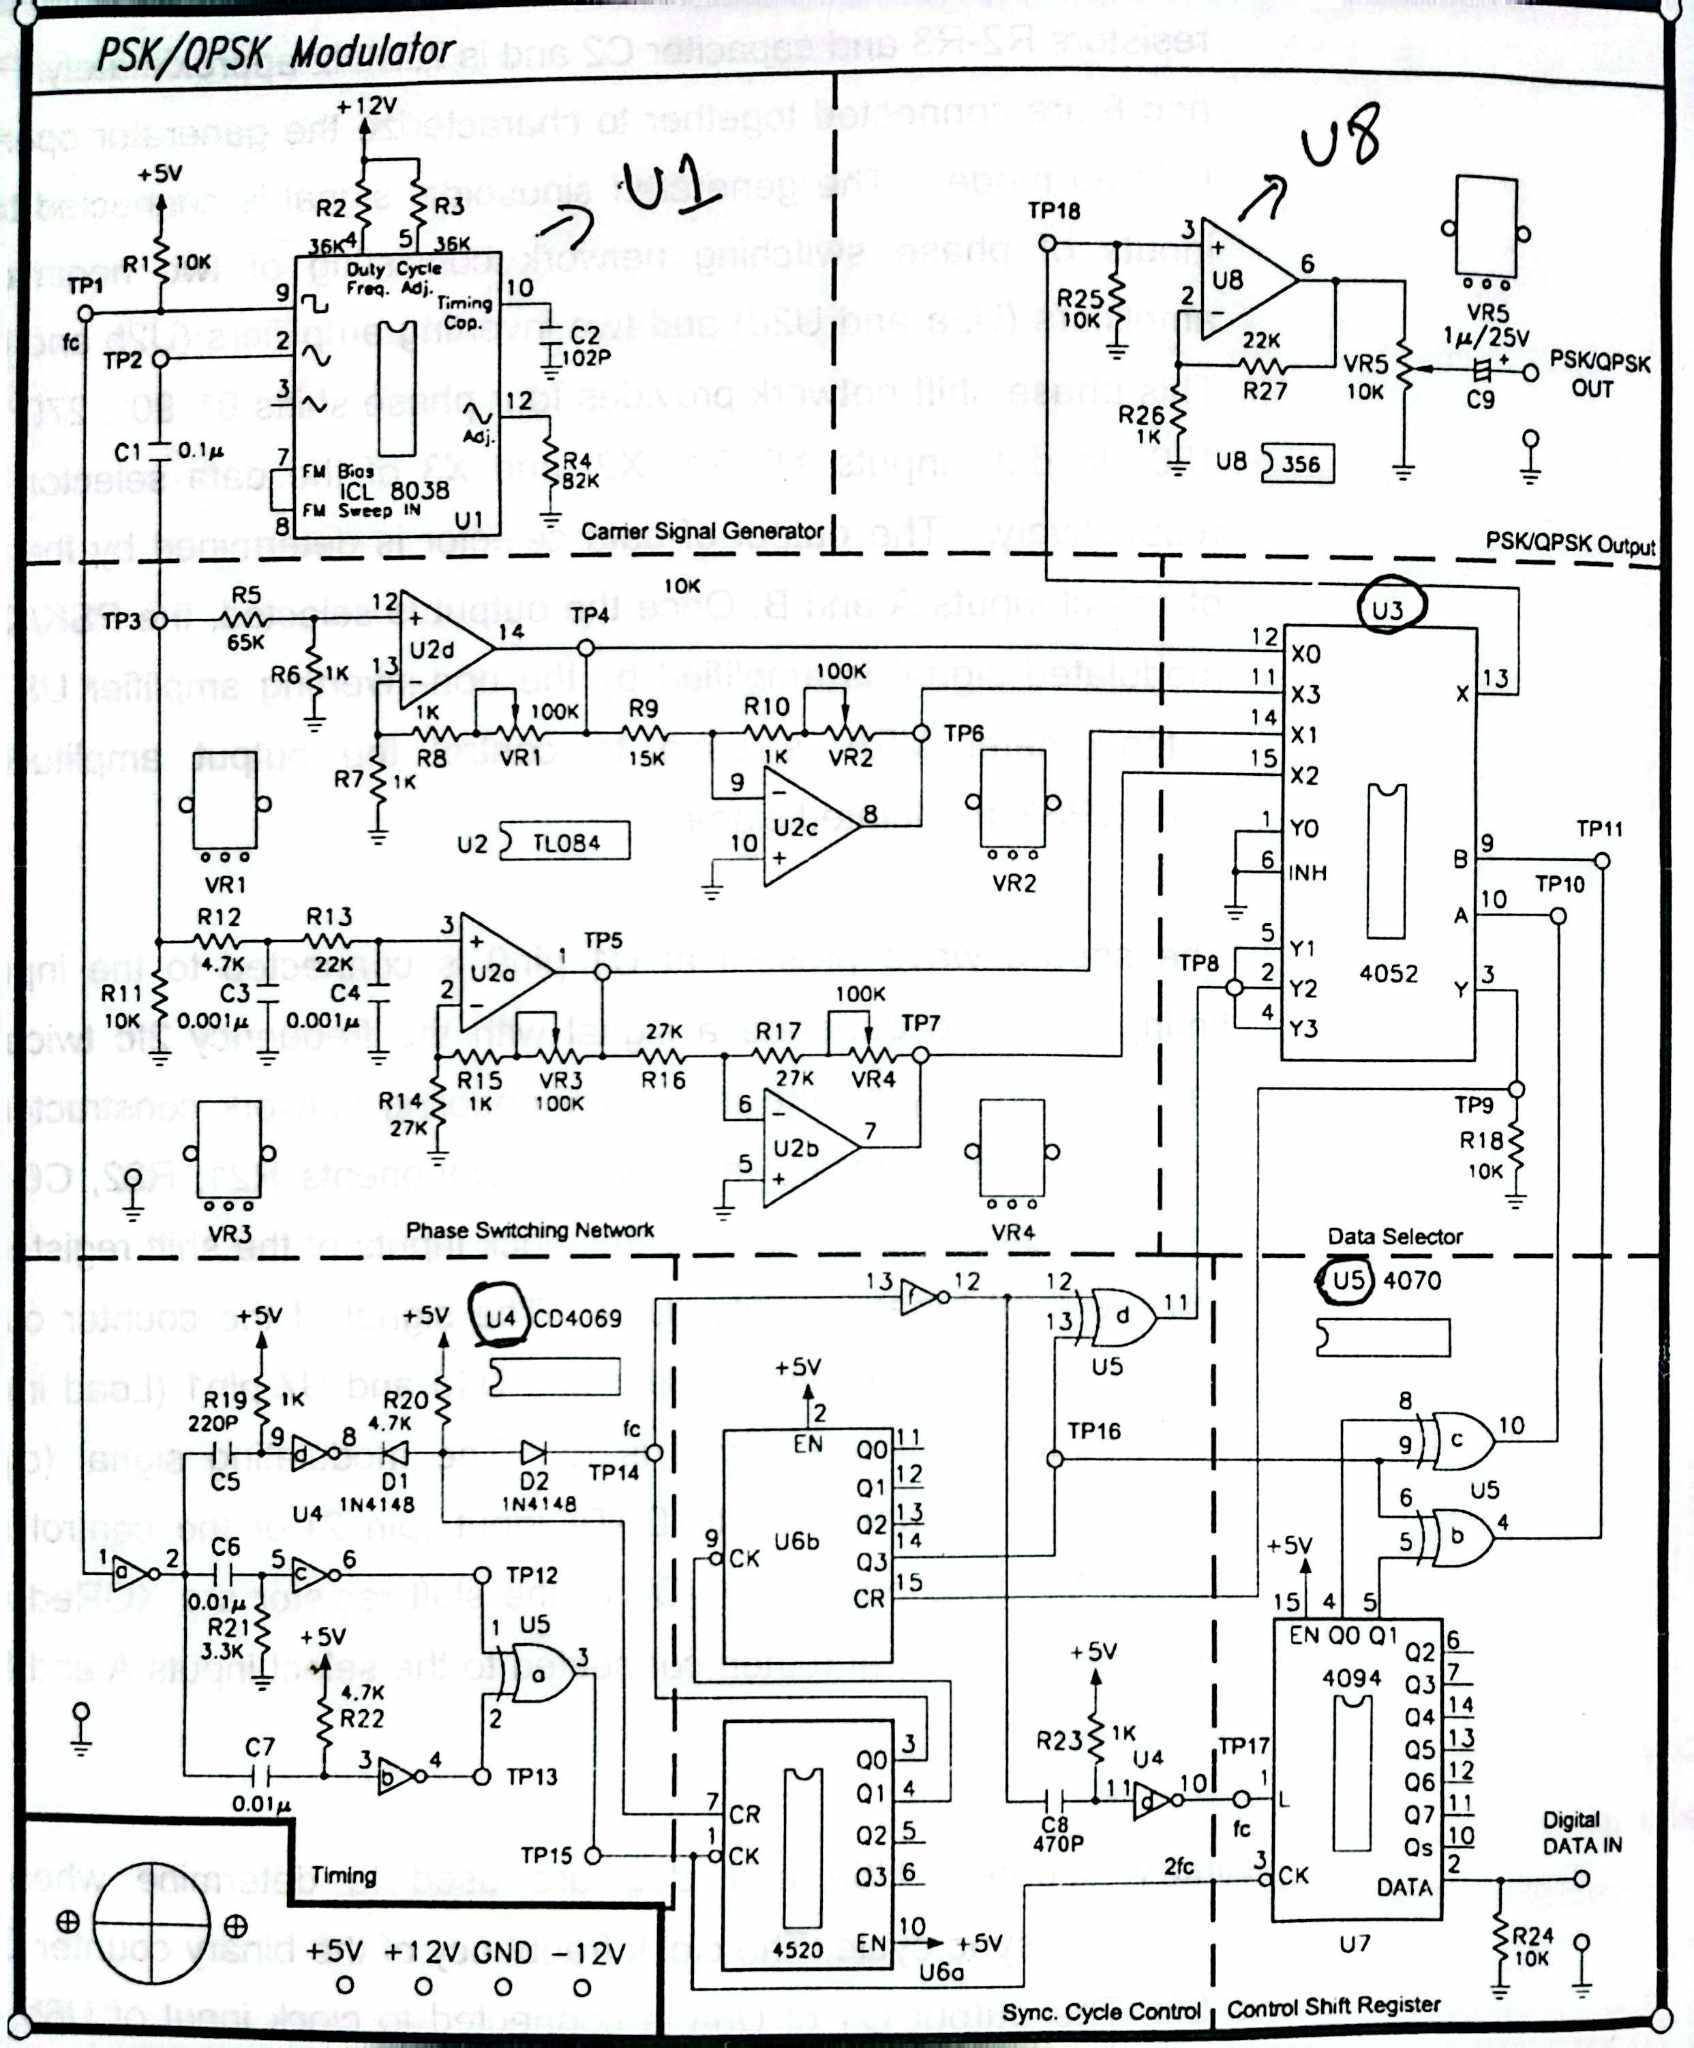 PSK/QPSK Modulator
+12V
+5V
R2
R3
36K
4
5
36K
R1
10K
TP1
fc
TP2
9
2
3
7
8
Duty Cycle
Freq. Adj.
Timing
Cap.
10
C2
102P
12
Adj.
R4
82K
C1
0.1μ
FM Bias
ICL 8038
FM Sweep IN
U1
U1
Carrier Signal Generator
U8
TP18
3
+
U8
2
-
6
R25
10K
22K
R27
R26
1K
VR5
10K
VR5
1μ/25V
+
C9
PSK/QPSK
OUT
U8
356
PSK/QPSK Output
10K
TP3
R5
65K
R6
1K
12
+
U2d
13
14
TP4
R7
1K
1K
R8
100K
VR1
R9
15K
R10
1K
100K
VR2
TP6
9
-
U2c
10
+
8
VR1
U2
TL084
VR2
R12
4.7K
R13
22K
R11
10K
C3
0.001μ
C4
0.001μ
3
+
U2a
2
-
1
TP5
R14
27K
R15
1K
VR3
100K
27K
R16
R17
27K
100K
VR4
TP7
6
-
U2b
5
+
7
VR3
VR4
Phase Switching Network
U3
12
X0
11
X3
14
X1
15
X2
X
13
1
Y0
6
INH
B
9
TP11
A
10
TP10
5
Y1
2
Y2
4
Y3
TP8
4052
Y
3
TP9
R18
10K
Data Selector
+5V
+5V
U4
CD4069
R19
1K
220P
C5
9
d
8
R20
4.7K
D1
1N4148
D2
1N4148
fc
TP14
U4
1
a
2
C6
0.01μ
5
c
6
TP12
R21
3.3K
+5V
4.7K
R22
C7
0.01μ
3
b
4
TP13
U5
1
2
a
3
TP15
Timing
+5V
GND
13
f
12
12
13
d
11
U5
+5V
2
EN
Q0
11
Q1
12
Q2
13
Q3
14
CR
15
9
CK
U6b
TP16
7
CR
1
CK
Q0
3
Q1
4
Q2
5
Q3
6
EN
10
+5V
4520
U6a
+5V
R23
1K
U4
C8
470P
11
d
10
TP17
fc
2fc
Sync. Cycle Control
U5
4070
8
9
c
10
U5
6
5
b
4
+5V
15
4
5
EN
Q0
Q1
4094
Q2
6
Q3
7
Q4
14
Q5
13
Q6
12
Q7
11
Qs
10
DATA
2
1
L
3
CK
U7
Digital
DATA IN
R24
10K
Control Shift Register